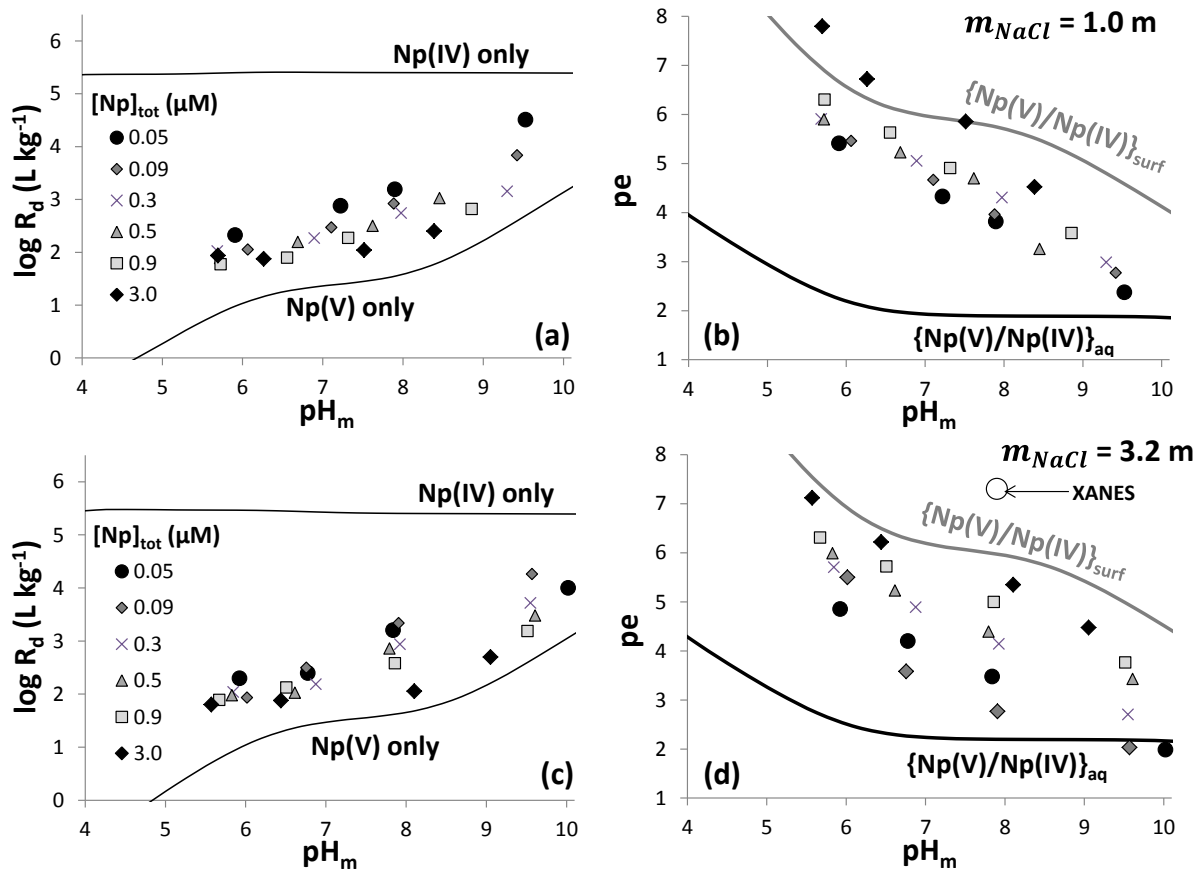 6
5
4
3
2
1
0
log R_d (L kg⁻¹)
Np(IV) only
[Np]_tot (μM)
0.05
0.09
0.3
0.5
0.9
3.0
Np(V) only
(a)
4 5 6 7 8 9 10
pH_m
8
7
6
5
4
3
2
1
pe
(b)
m_NaCl = 1.0 m
{Np(V)/Np(IV)}_surf
{Np(V)/Np(IV)}_aq
4 5 6 7 8 9 10
pH_m
6
5
4
3
2
1
0
log R_d (L kg⁻¹)
Np(IV) only
[Np]_tot (μM)
0.05
0.09
0.3
0.5
0.9
3.0
Np(V) only
(c)
4 5 6 7 8 9 10
pH_m
8
7
6
5
4
3
2
1
pe
m_NaCl = 3.2 m
XANES
{Np(V)/Np(IV)}_surf
{Np(V)/Np(IV)}_aq
(d)
4 5 6 7 8 9 10
pH_m